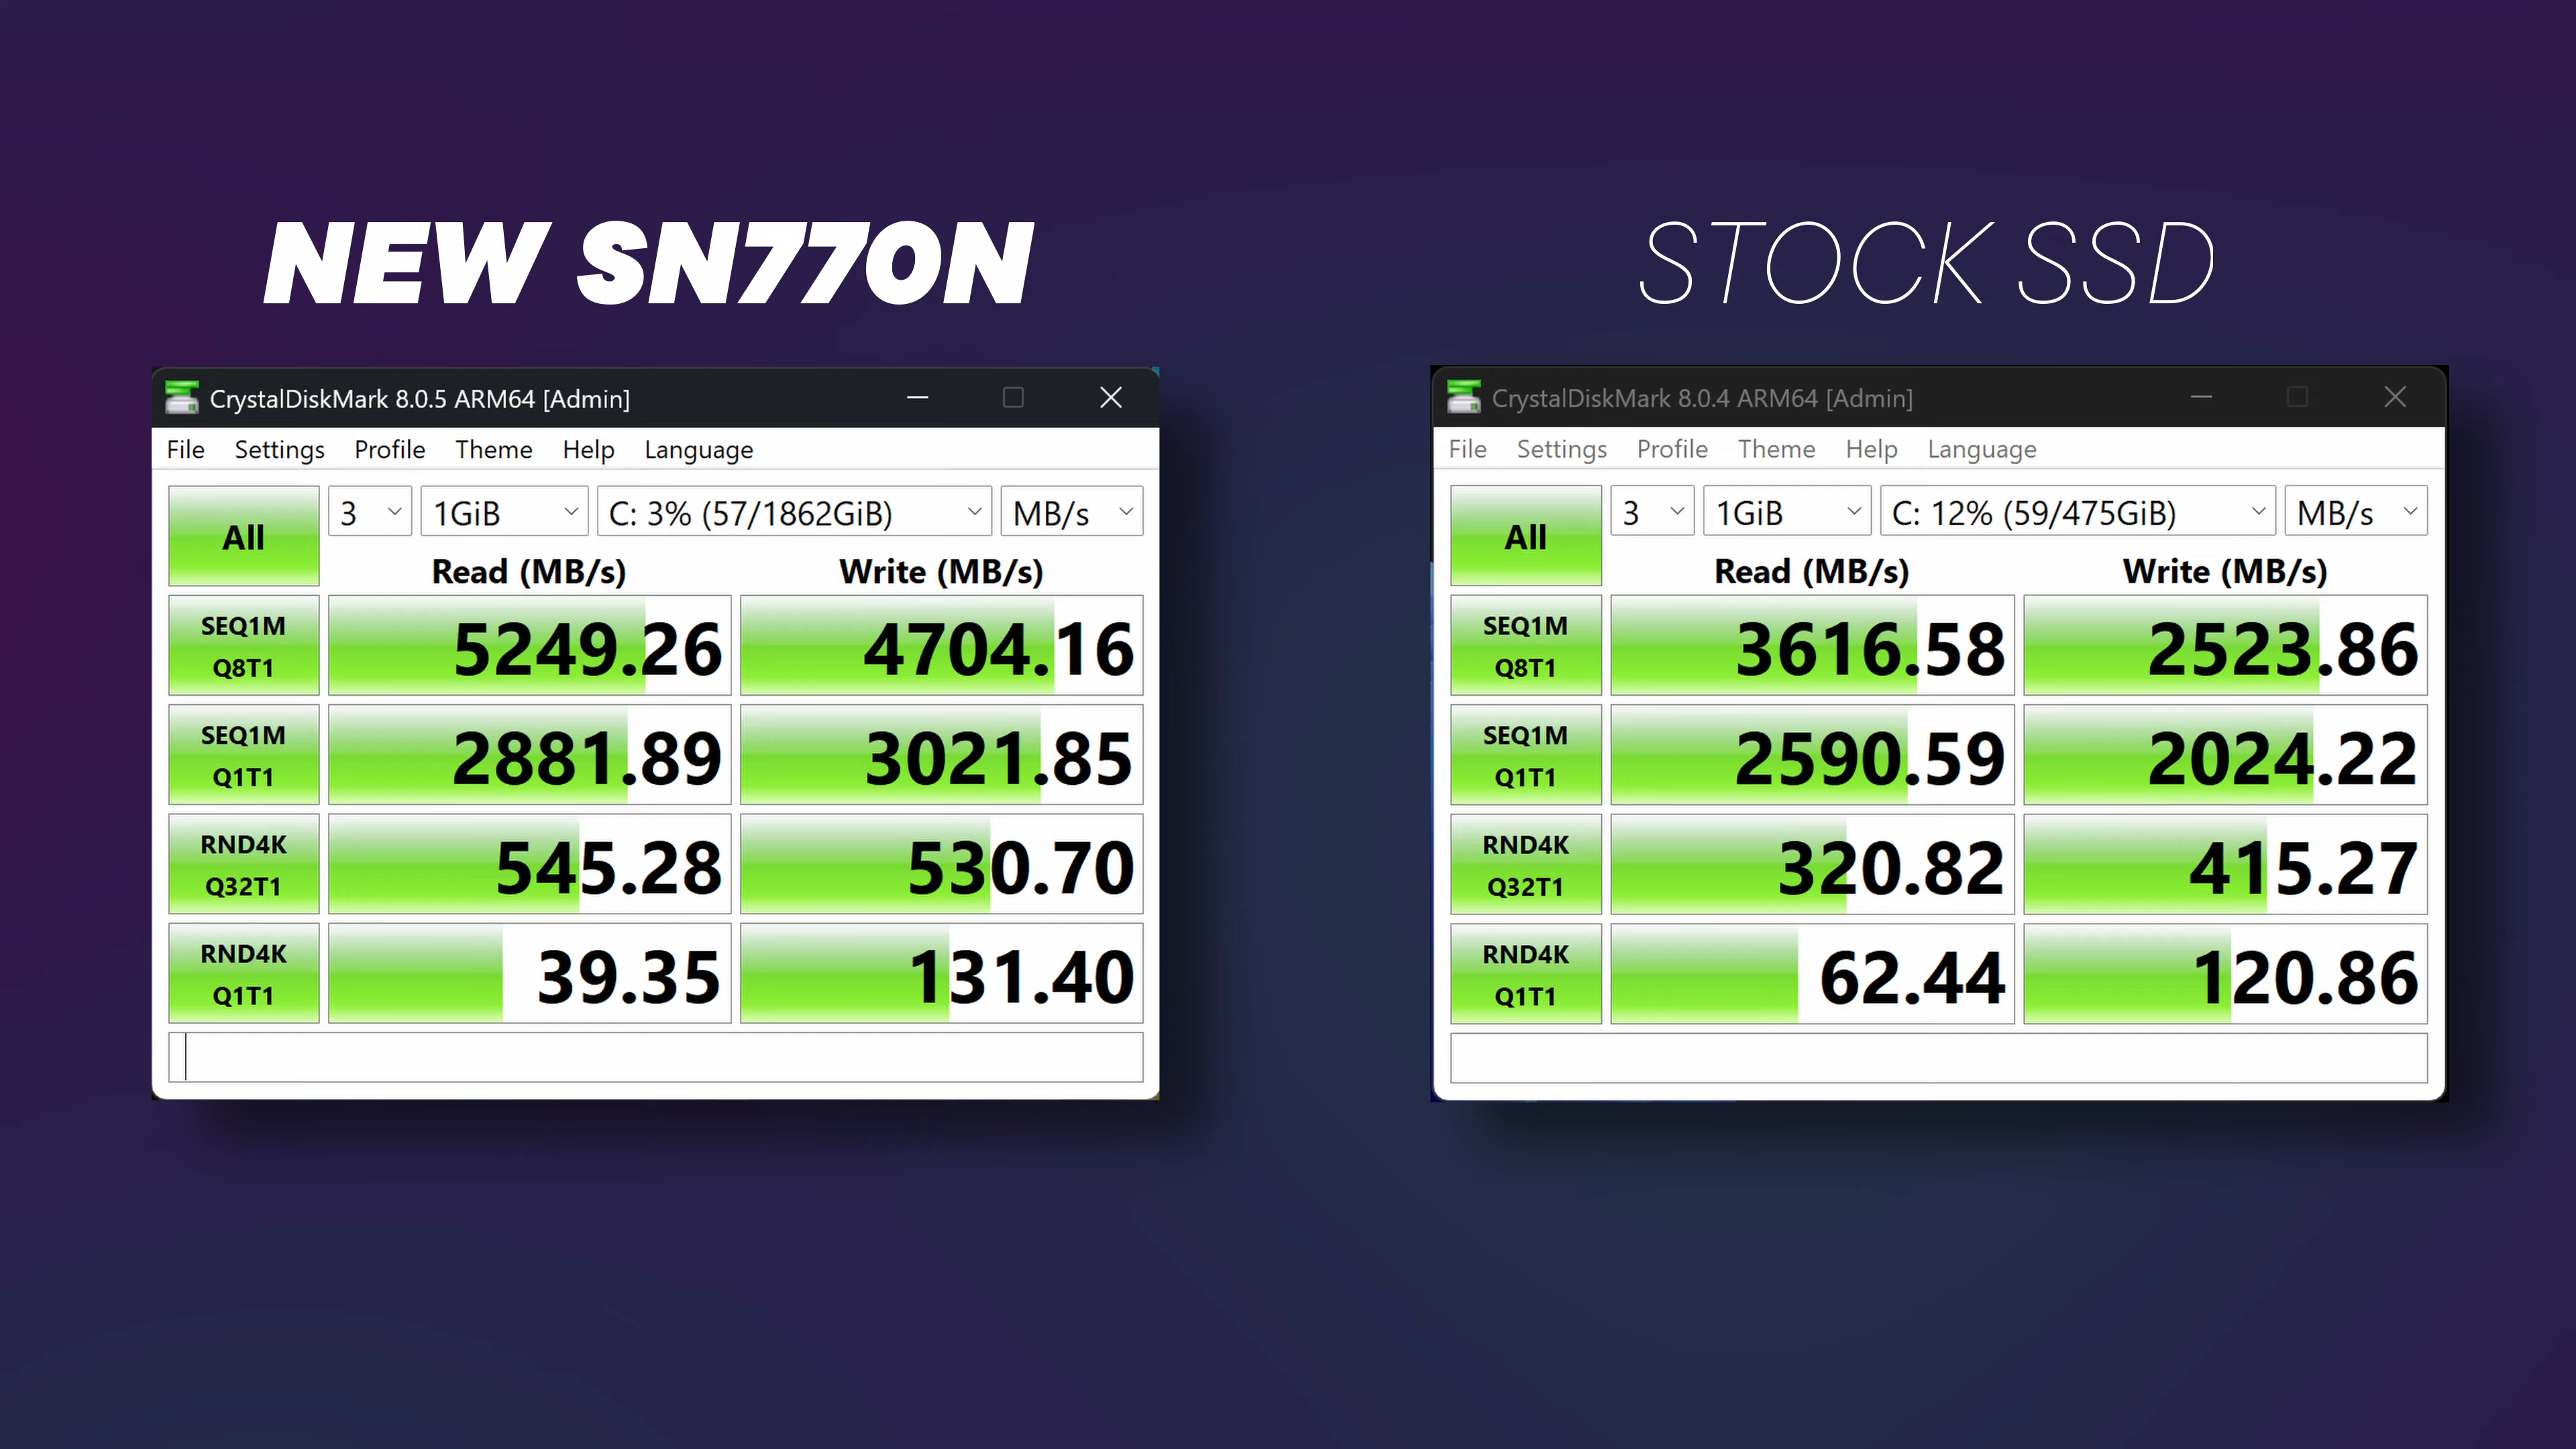 NEW SN770N
CrystalDiskMark 8.0.5 ARM64 [Admin]
File Settings Profile Theme Help Language
All
3 1GiB C: 3% (57/1862GiB) MB/s
Read (MB/s) Write (MB/s)
SEQ1M
Q8T1
5249.26 4704.16
SEQ1M
Q1T1
2881.89 3021.85
RND4K
Q32T1
545.28 530.70
RND4K
Q1T1
39.35 131.40
STOCK SSD
CrystalDiskMark 8.0.4 ARM64 [Admin]
File Settings Profile Theme Help Language
All
3 1GiB C: 12% (59/475GiB) MB/s
Read (MB/s) Write (MB/s)
SEQ1M
Q8T1
3616.58 2523.86
SEQ1M
Q1T1
2590.59 2024.22
RND4K
Q32T1
320.82 415.27
RND4K
Q1T1
62.44 120.86